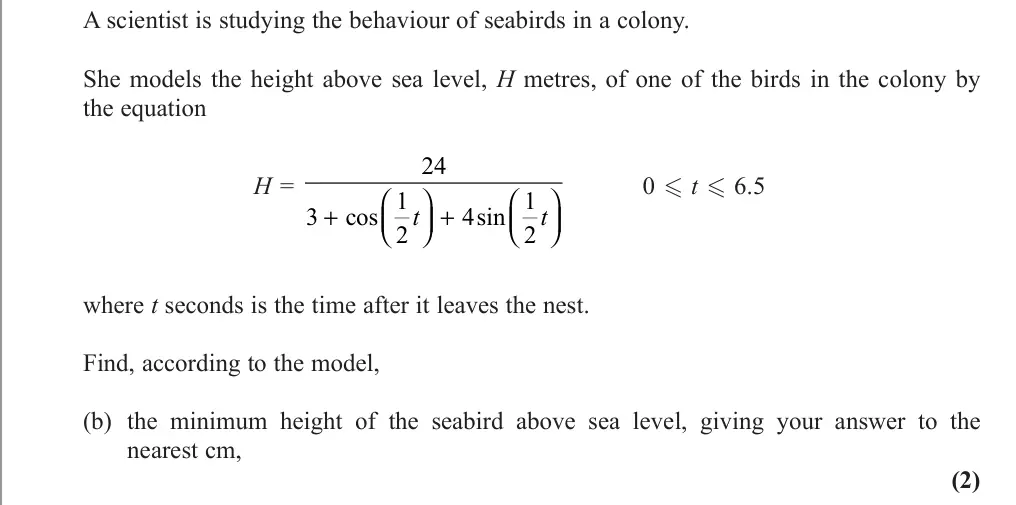 A scientist is studying the behaviour of seabirds in a colony.
She models the height above sea level, H metres, of one of the birds in the colony by
the equation
H = 24 / (3 + cos(1/2 t) + 4 sin(1/2 t))    0 ⩽ t ⩽ 6.5
where t seconds is the time after it leaves the nest.
Find, according to the model,
(b) the minimum height of the seabird above sea level, giving your answer to the
nearest cm,
(2)